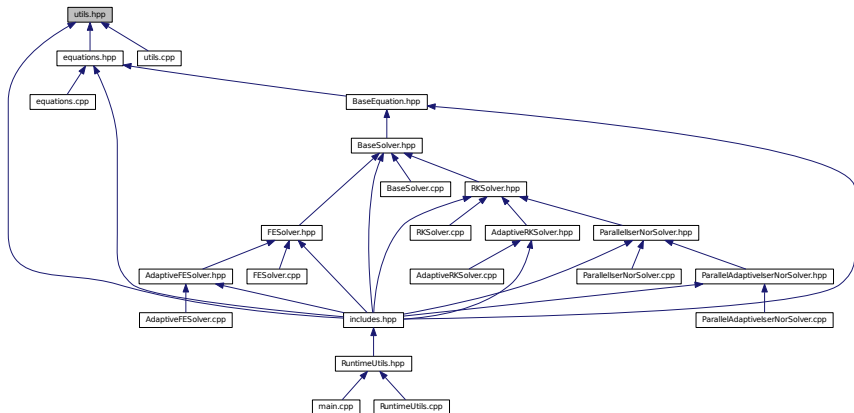 utils.hpp
equations.hpp
utils.cpp
equations.cpp
BaseEquation.hpp
BaseSolver.hpp
BaseSolver.cpp
RKSolver.hpp
FESolver.hpp
RKSolver.cpp
AdaptiveRKSolver.hpp
ParallelIserNorSolver.hpp
AdaptiveFESolver.hpp
FESolver.cpp
AdaptiveRKSolver.cpp
ParallelIserNorSolver.cpp
ParallelAdaptiveIserNorSolver.hpp
AdaptiveFESolver.cpp
includes.hpp
ParallelAdaptiveIserNorSolver.cpp
RuntimeUtils.hpp
main.cpp
RuntimeUtils.cpp